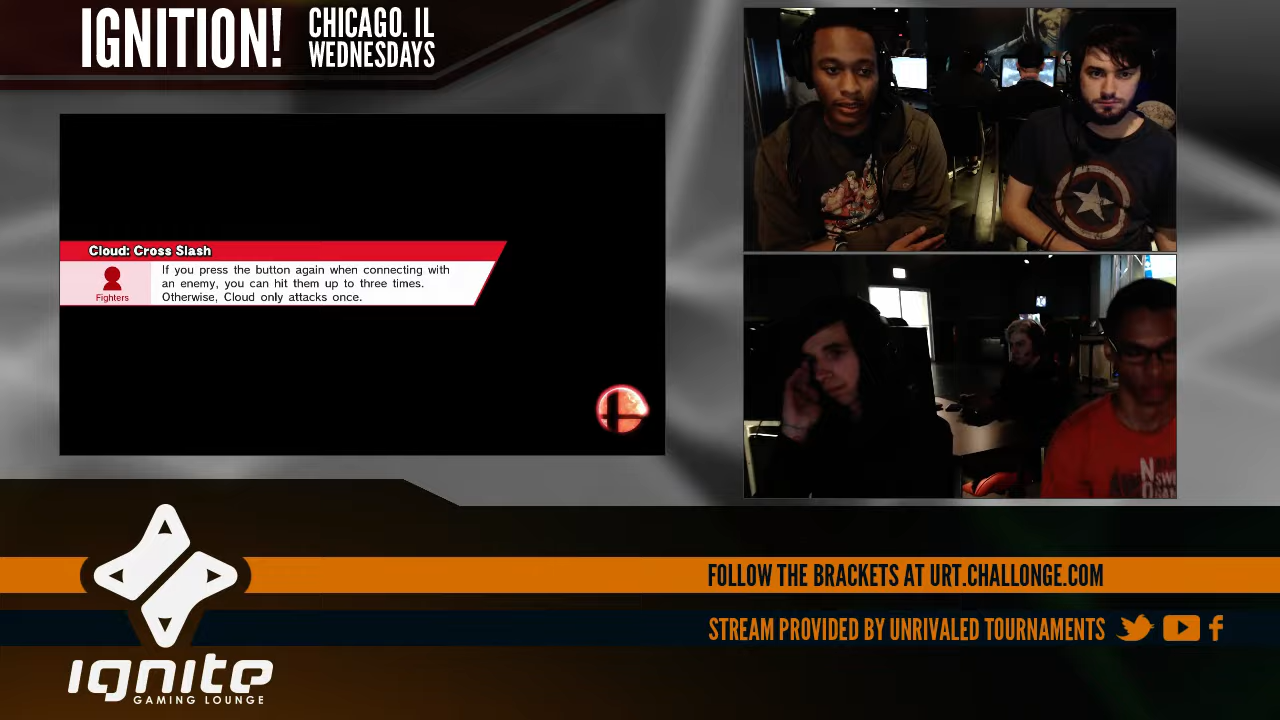 IGNITION!
CHICAGO. IL
WEDNESDAYS
Cloud: Cross Slash
Fighters
If you press the button again when connecting with
an enemy, you can hit them up to three times.
Otherwise, Cloud only attacks once.
FOLLOW THE BRACKETS AT URT.CHALLONGE.COM
STREAM PROVIDED BY UNRIVALED TOURNAMENTS
ignite
GAMING LOUNGE